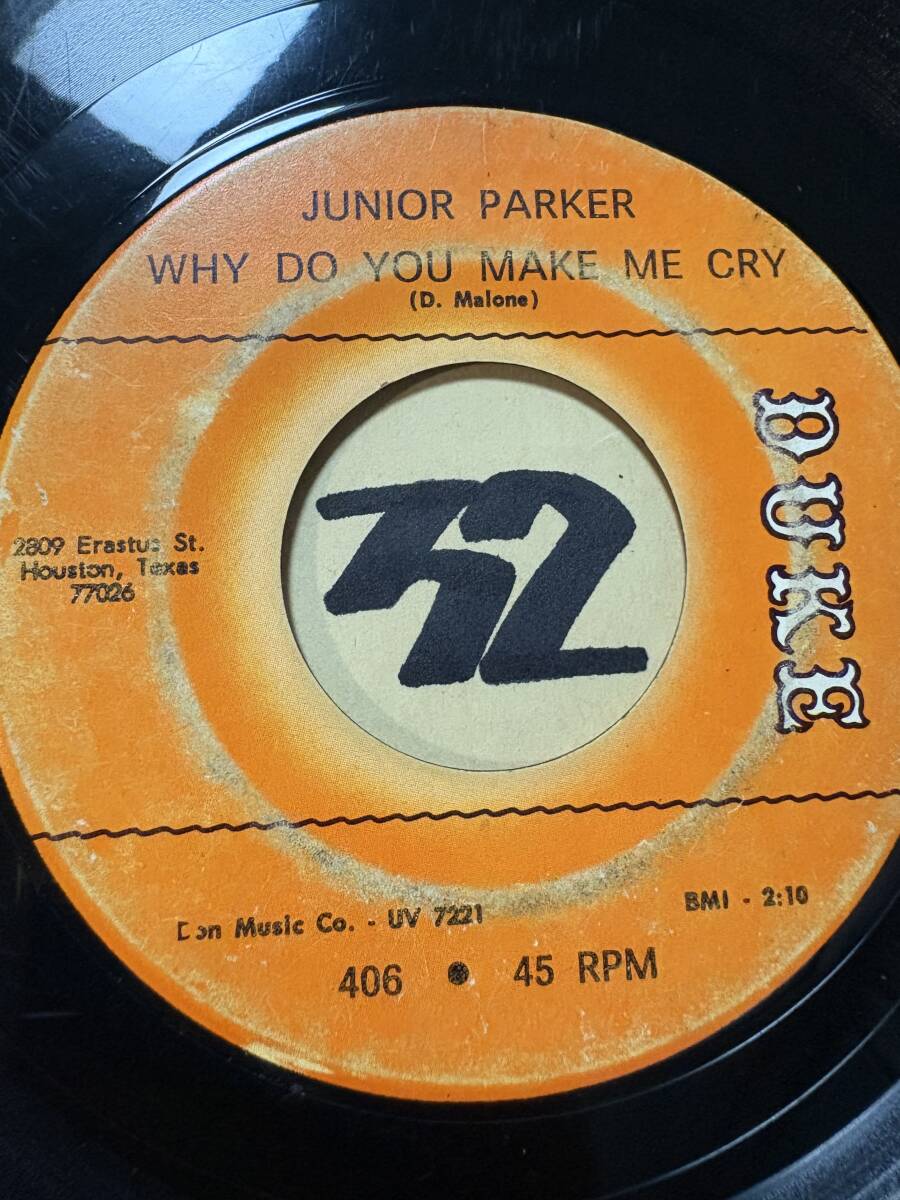 JUNIOR PARKER
WHY DO YOU MAKE ME CRY
(D. Malone)
DUKE
2809 Erastus St.
Houston, Texas
77026
Don Music Co. - UV 7221
BMI - 2:10
406 • 45 RPM